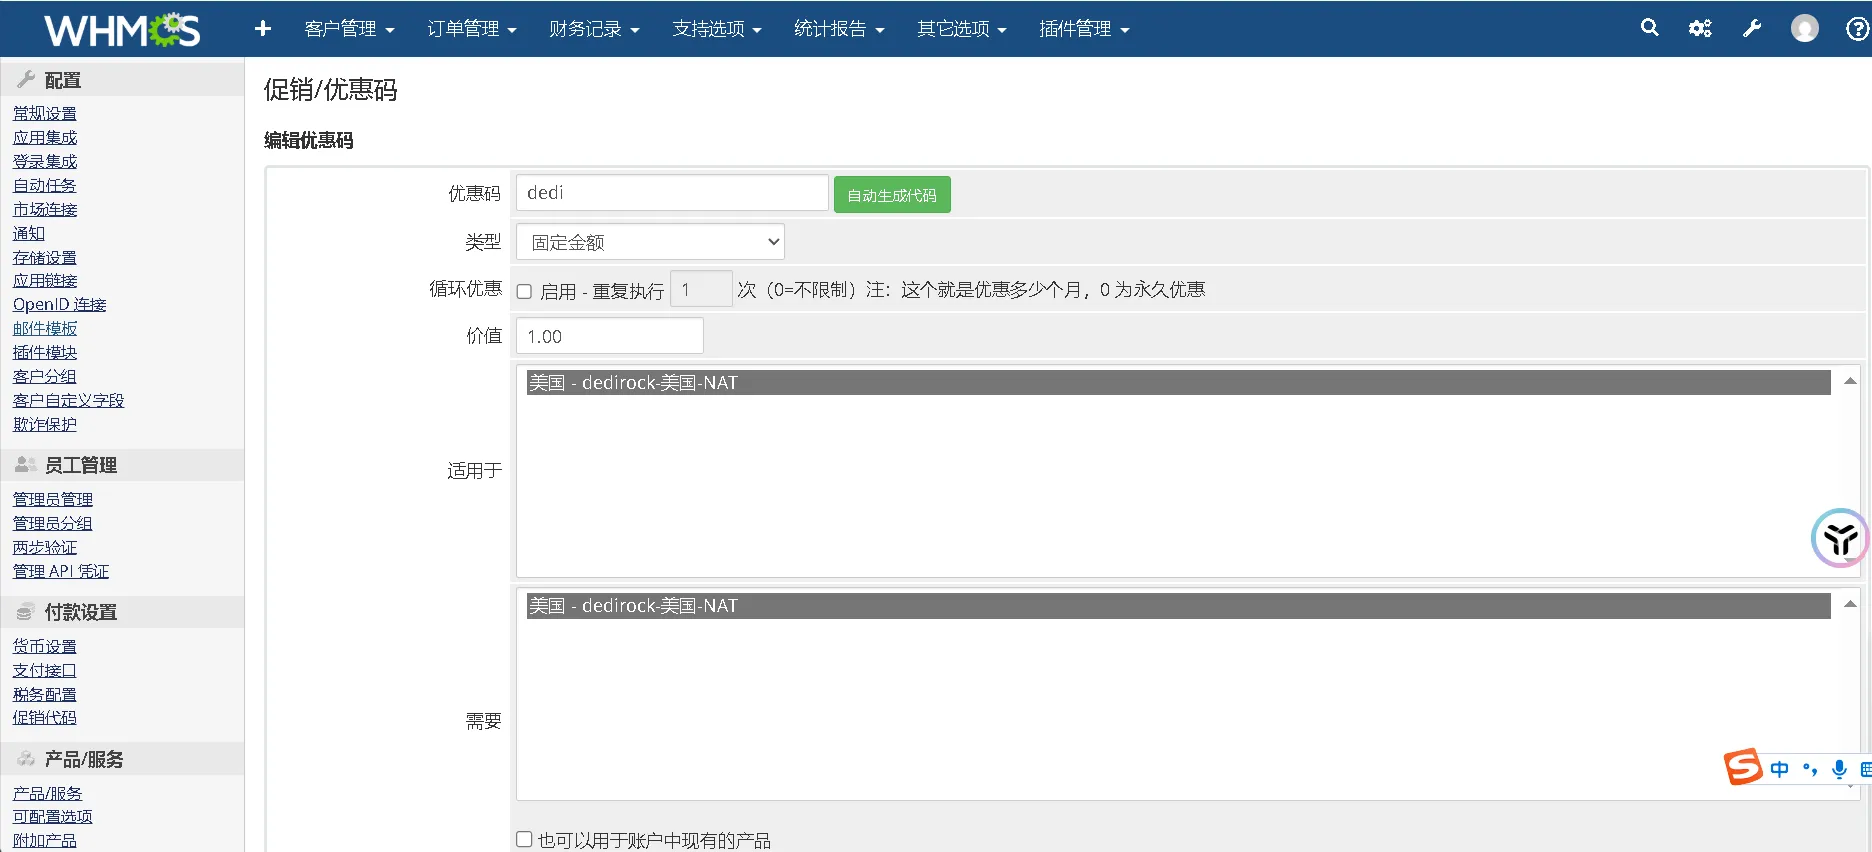 WHMCS
客户管理
订单管理
财务记录
支持选项
统计报告
其它选项
插件管理
配置
常规设置
应用集成
登录集成
自动任务
市场连接
通知
存储设置
应用链接
OpenID 连接
邮件模板
插件模块
客户分组
客户自定义字段
欺诈保护
员工管理
管理员管理
管理员分组
两步验证
管理 API 凭证
付款设置
货币设置
支付接口
税务配置
促销代码
产品/服务
产品/服务
可配置选项
附加产品
促销/优惠码
编辑优惠码
优惠码 dedi 自动生成代码
类型 固定金额
循环优惠 启用 - 重复执行 1 次（0=不限制）注：这个就是优惠多少个月，0 为永久优惠
价值 1.00
美国 - dedirock-美国-NAT
适用于
美国 - dedirock-美国-NAT
需要
也可以用于账户中现有的产品
中